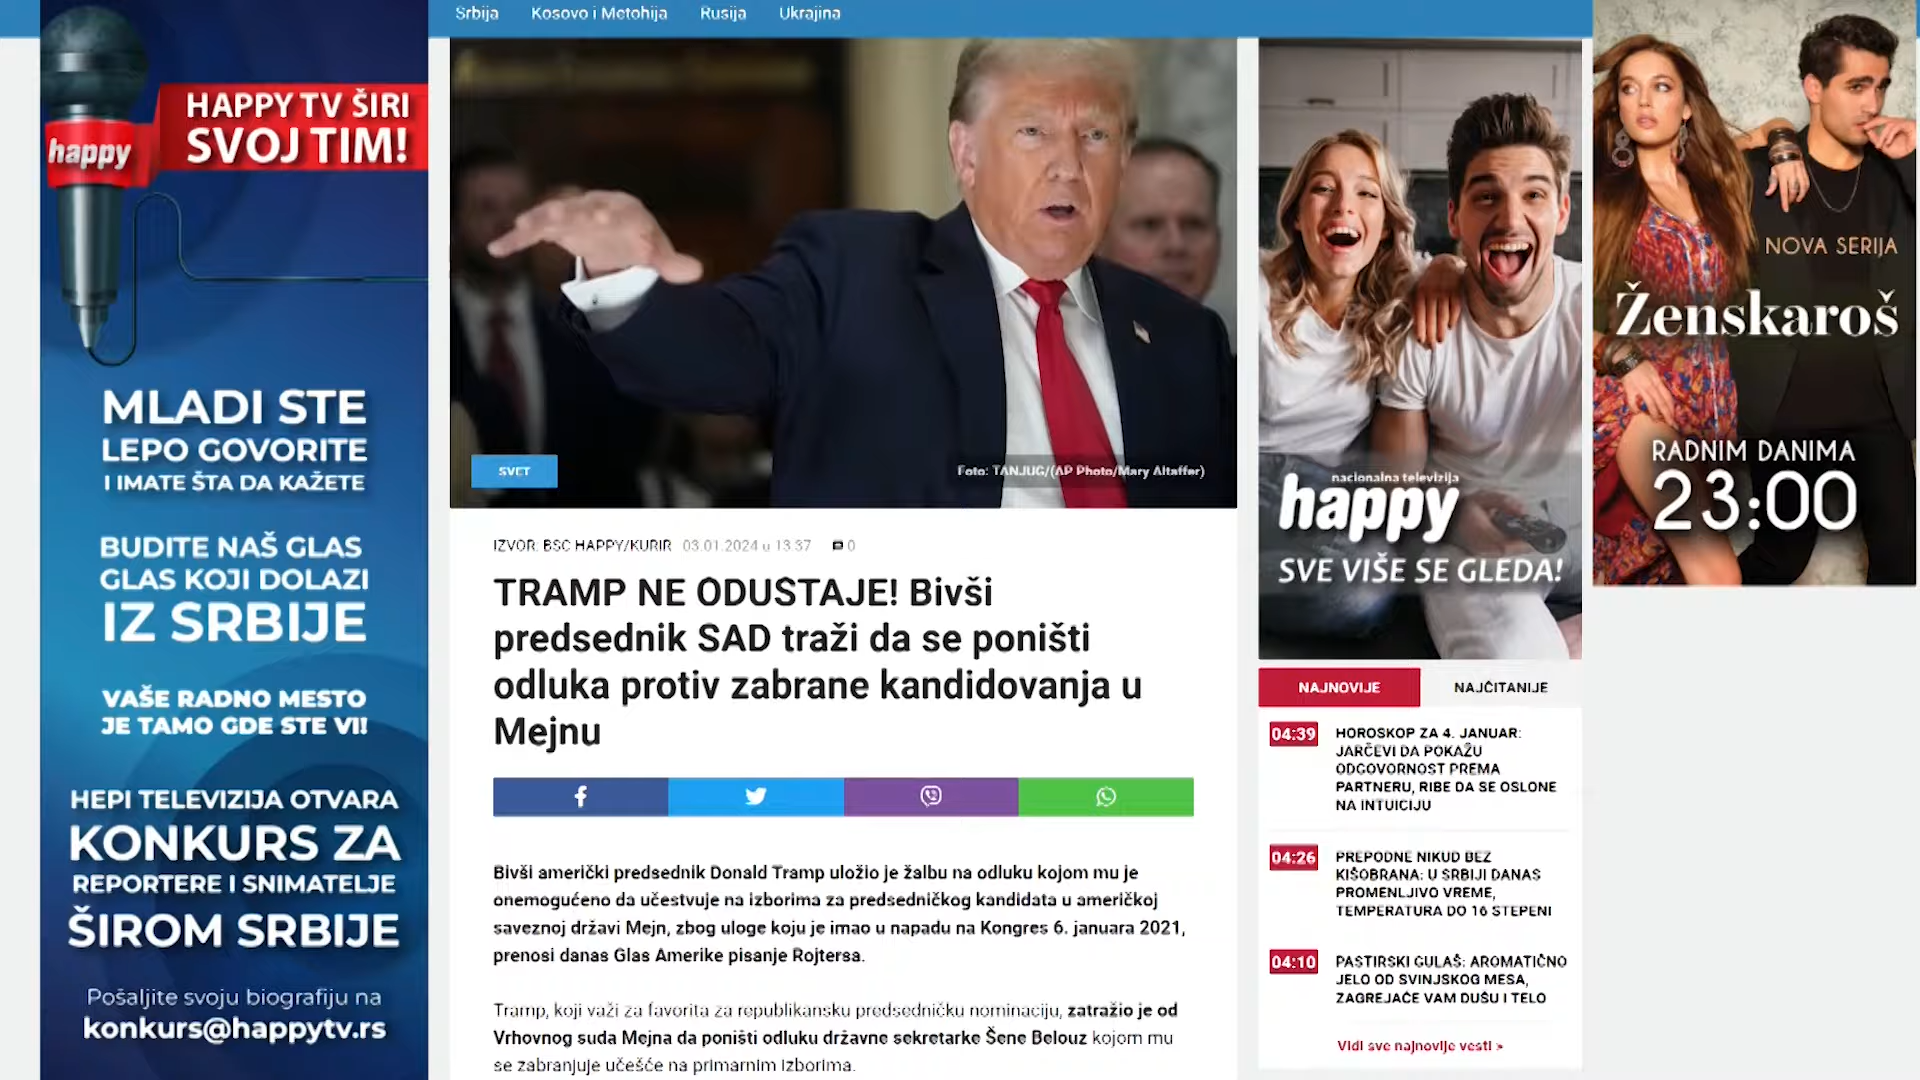 Srbija Kosovo i Metohija Rusija Ukrajina
HAPPY TV ŠIRI
SVOJ TIM!
happy
MLADI STE
LEPO GOVORITE
I IMATE ŠTA DA KAŽETE
BUDITE NAŠ GLAS
GLAS KOJI DOLAZI
IZ SRBIJE
VAŠE RADNO MESTO
JE TAMO GDE STE VI!
HEPI TELEVIZIJA OTVARA
KONKURS ZA
REPORTERE I SNIMATELJE
ŠIROM SRBIJE
Pošaljite svoju biografiju na
konkurs@happytv.rs
SVET
Foto: TANJUG/(AP Photo/Mary Altaffer)
IZVOR: BSC HAPPY/KURIR 03.01.2024 u 13:37 0
TRAMP NE ODUSTAJE! Bivši
predsednik SAD traži da se poništi
odluka protiv zabrane kandidovanja u
Mejnu
Bivši američki predsednik Donald Tramp uložio je žalbu na odluku kojom mu je
onemogućeno da učestvuje na izborima za predsedničkog kandidata u američkoj
saveznoj državi Mejn, zbog uloge koju je imao u napadu na Kongres 6. januara 2021,
prenosi danas Glas Amerike pisanje Rojtersa.
Tramp, koji važi za favorita za republikansku predsedničku nominaciju, zatražio je od
Vrhovnog suda Mejna da poništi odluku državne sekretarke Šene Belouz kojom mu
se zabranjuje učešće na primarnim izborima.
nacionalna televizija
happy
SVE VIŠE SE GLEDA!
NOVA SERIJA
Ženskaroš
RADNIM DANIMA
23:00
NAJNOVIJE NAJČITANIJE
04:39 HOROSKOP ZA 4. JANUAR:
JARČEVI DA POKAŽU
ODGOVORNOST PREMA
PARTNERU, RIBE DA SE OSLONE
NA INTUICIJU
04:26 PREPODNE NIKUD BEZ
KIŠOBRANA: U SRBIJI DANAS
PROMENLJIVO VREME,
TEMPERATURA DO 16 STEPENI
04:10 PASTIRSKI GULAŠ: AROMATIČNO
JELO OD SVINJSKOG MESA,
ZAGREJAĆE VAM DUŠU I TELO
Vidi sve najnovije vesti >